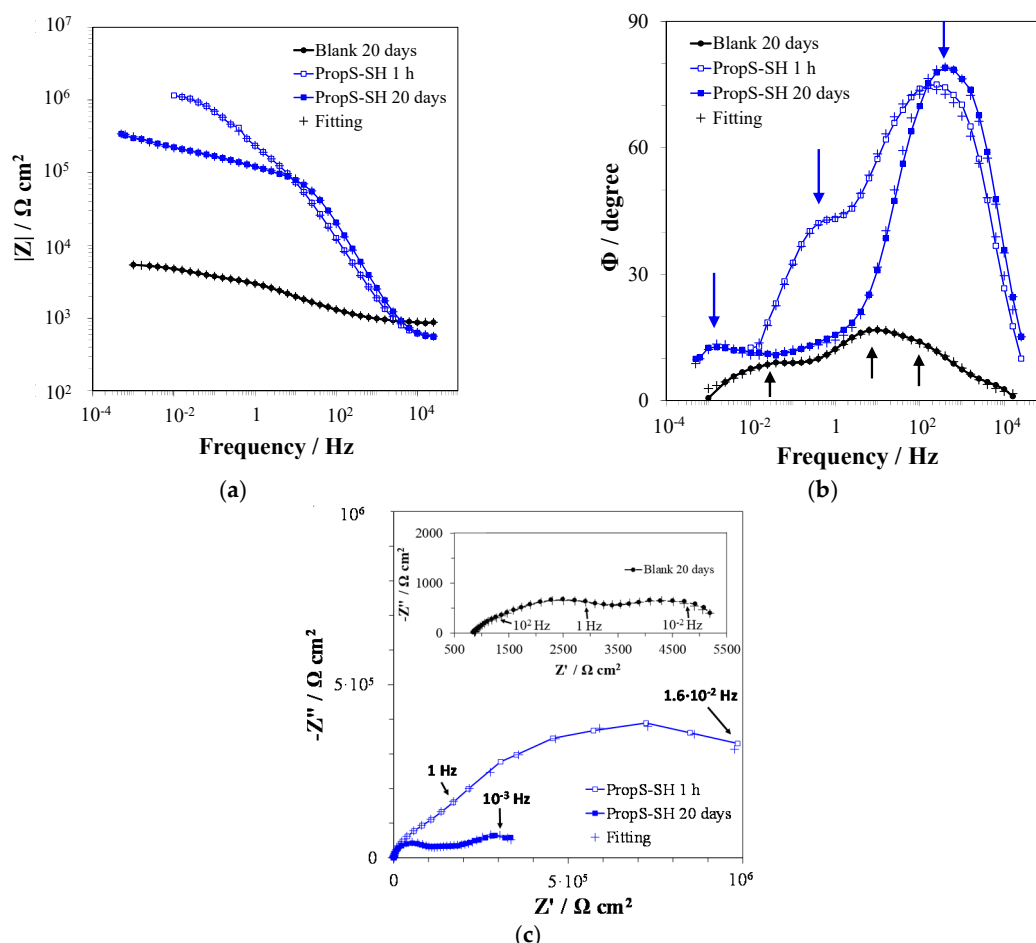 10⁷
10⁶
10⁵
10⁴
10³
10²
|Z| / Ω cm²
Blank 20 days
PropS-SH 1 h
PropS-SH 20 days
Fitting
10⁻⁴ 10⁻² 1 10² 10⁴
Frequency / Hz
(a)
90
60
30
0
Φ / degree
Blank 20 days
PropS-SH 1 h
PropS-SH 20 days
Fitting
10⁻⁴ 10⁻² 1 10² 10⁴
Frequency / Hz
(b)
10⁶
5·10⁵
0
-Z" / Ω cm²
2000
1000
0
-Z" / Ω cm²
Blank 20 days
10² Hz
1 Hz
10⁻² Hz
500 1500 2500 3500 4500 5500
Z' / Ω cm²
1.6·10⁻² Hz
1 Hz
10⁻³ Hz
PropS-SH 1 h
PropS-SH 20 days
Fitting
0 5·10⁵ 10⁶
Z' / Ω cm²
(c)